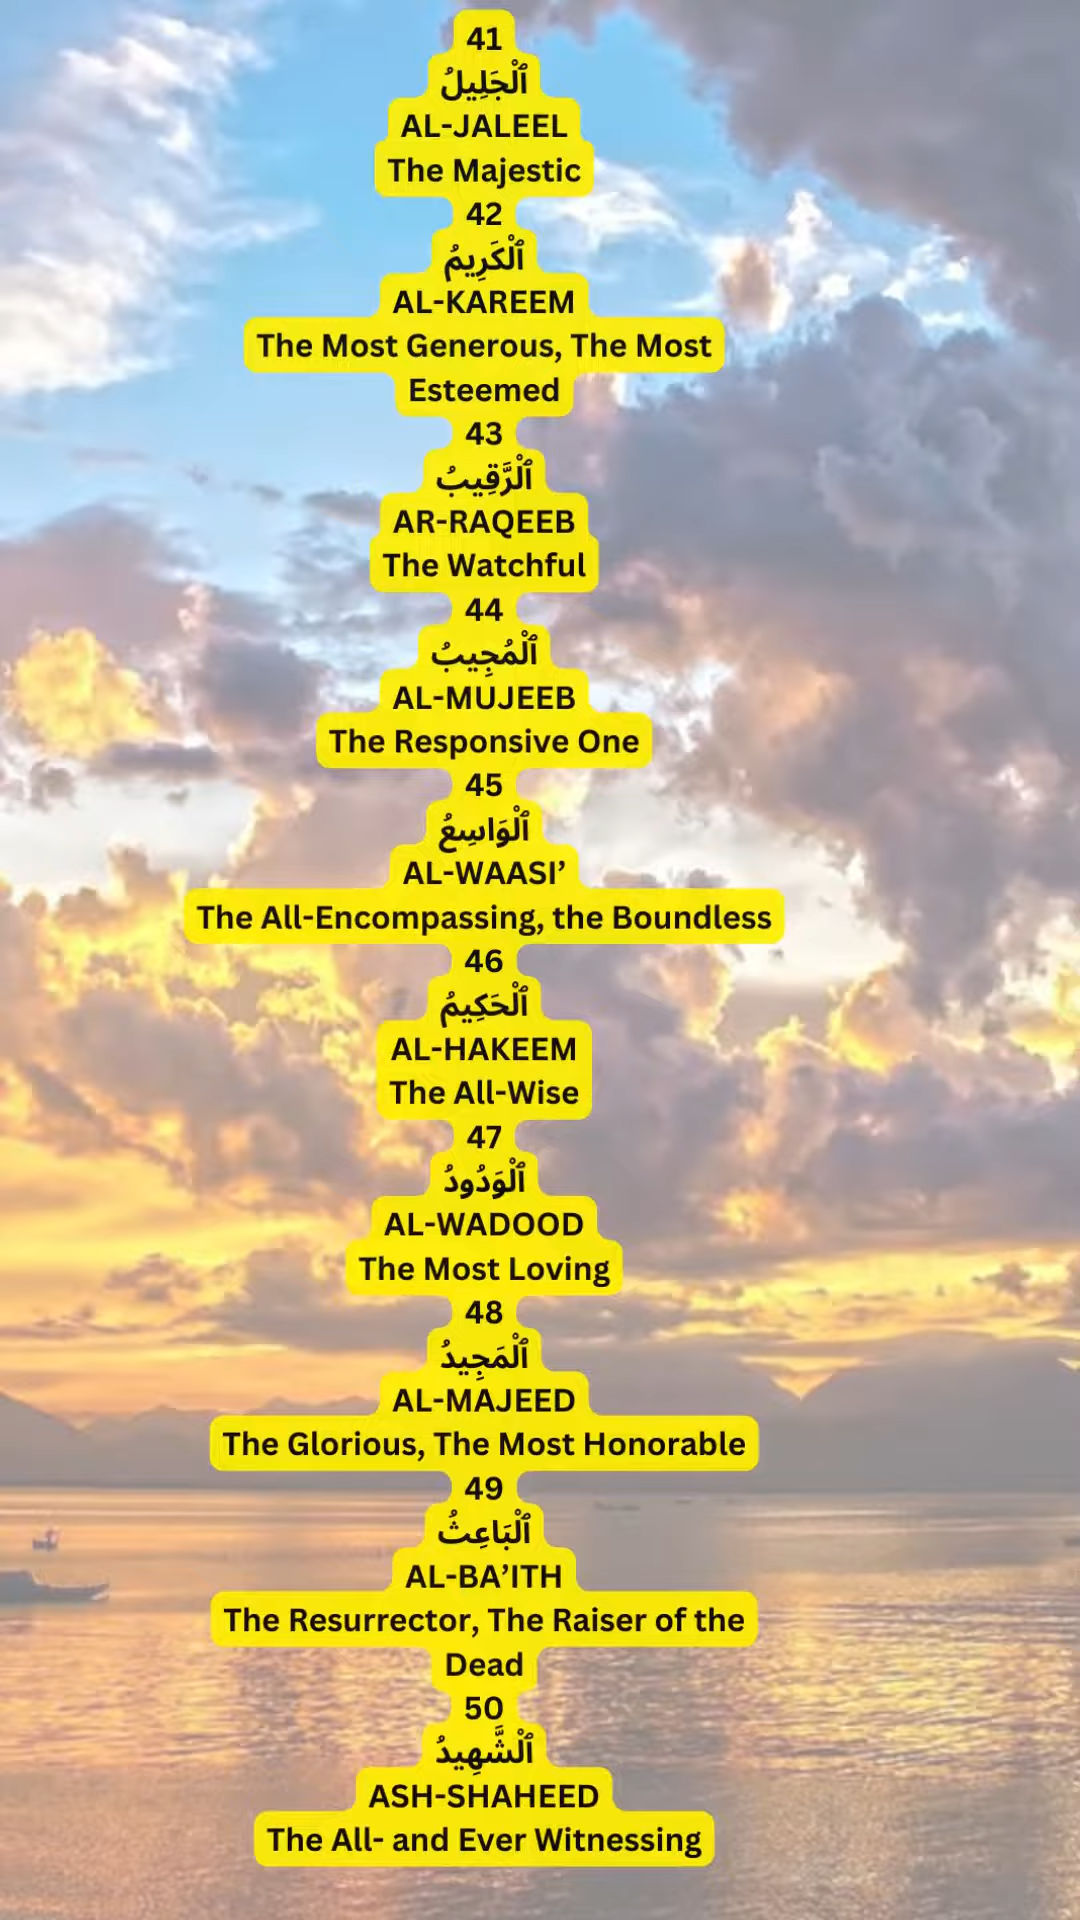 41
ٱلْجَلِيلُ
AL-JALEEL
The Majestic
42
ٱلْكَرِيمُ
AL-KAREEM
The Most Generous, The Most
Esteemed
43
ٱلْرَّقِيبُ
AR-RAQEEB
The Watchful
44
ٱلْمُجِيبُ
AL-MUJEEB
The Responsive One
45
ٱلْوَاسِعُ
AL-WAASI’
The All-Encompassing, the Boundless
46
ٱلْحَكِيمُ
AL-HAKEEM
The All-Wise
47
ٱلْوَدُودُ
AL-WADOOD
The Most Loving
48
ٱلْمَجِيدُ
AL-MAJEED
The Glorious, The Most Honorable
49
ٱلْبَاعِثُ
AL-BA’ITH
The Resurrector, The Raiser of the
Dead
50
ٱلْشَّهِيدُ
ASH-SHAHEED
The All- and Ever Witnessing